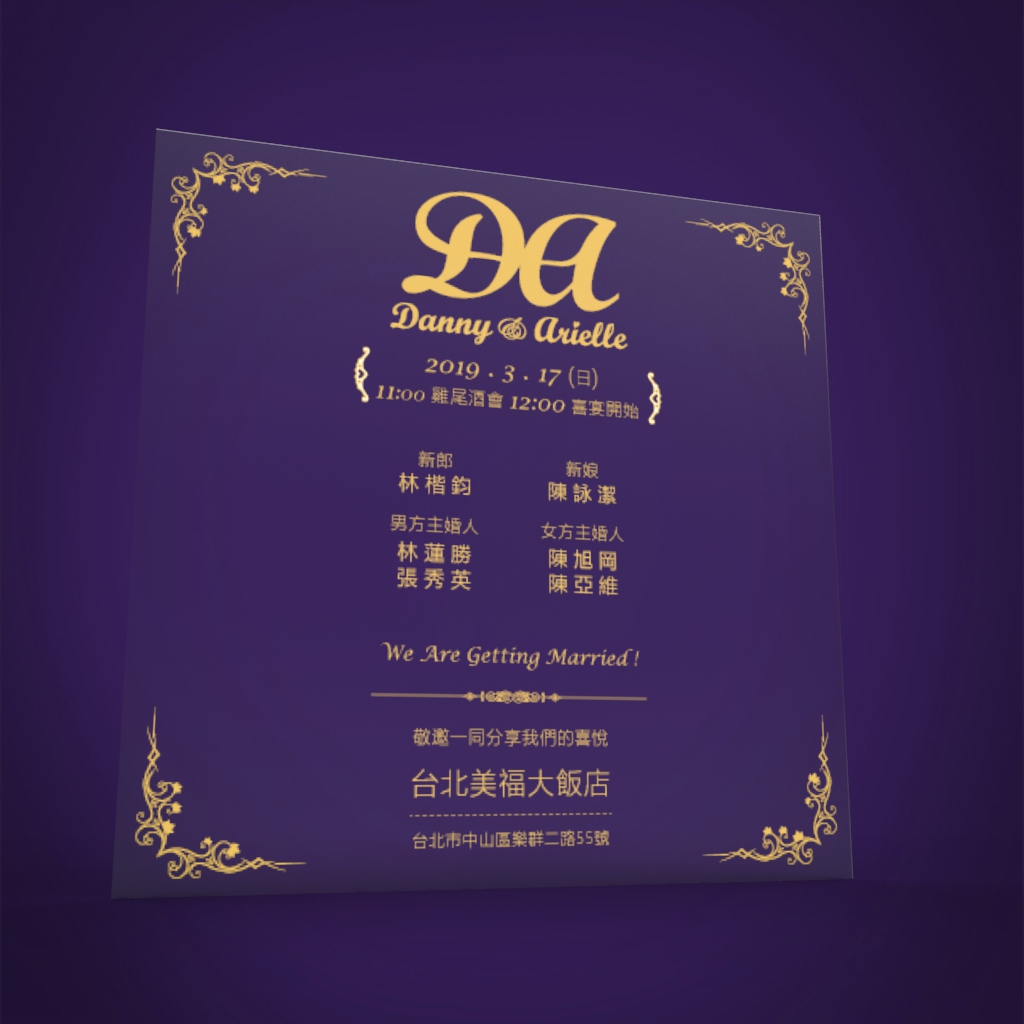 DA
Danny & Arielle
2019 . 3 . 17 (日)
11:00 雞尾酒會 12:00 喜宴開始
新郎 新娘
林楷鈞 陳詠潔
男方主婚人 女方主婚人
林蓮勝 陳旭岡
張秀英 陳亞維
We Are Getting Married !
敬邀一同分享我們的喜悅
台北美福大飯店
台北市中山區樂群二路55號